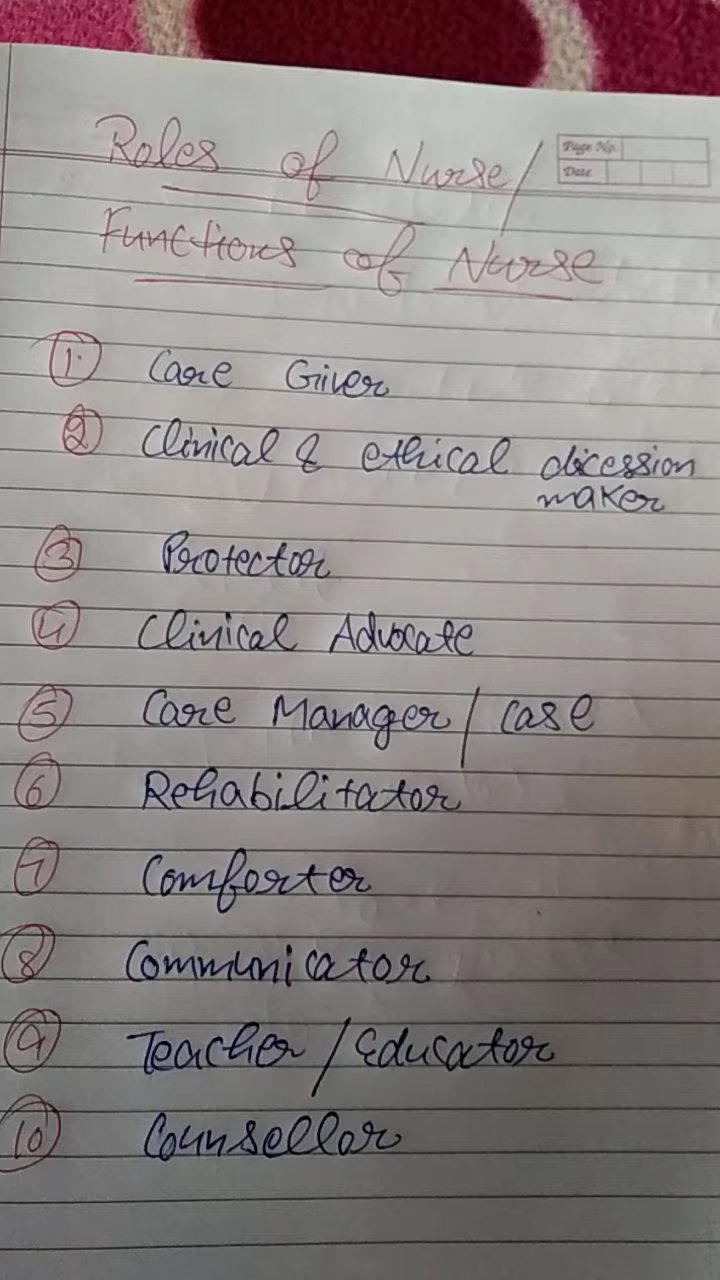 Roles of Nurse/
Page No.
Date
Functions of Nurse
1. Care Giver
2 Clinical & ethical dicession
maker
3 Protector
4 Clinical Advocate
5 Care Manager / case
6 Rehabilitator
7 Comforter
8 Communicator
9 Teacher / Educator
10 Counsellor